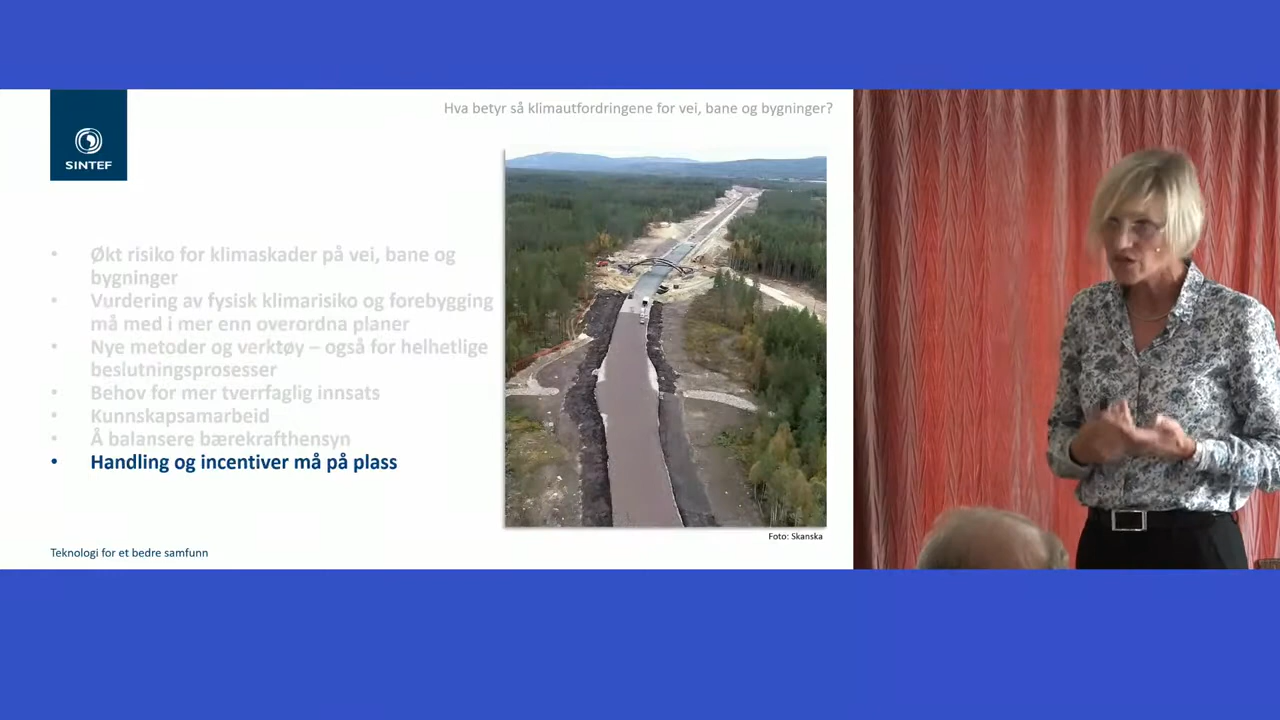 Hva betyr så klimautfordringene for vei, bane og bygninger?
SINTEF
• Økt risiko for klimaskader på vei, bane og
bygninger
• Vurdering av fysisk klimarisiko og forebygging
må med i mer enn overordna planer
• Nye metoder og verktøy – også for helhetlige
beslutningsprosesser
• Behov for mer tverrfaglig innsats
• Kunnskapsamarbeid
• Å balansere bærekrafthensyn
• Handling og incentiver må på plass
Foto: Skanska
Teknologi for et bedre samfunn